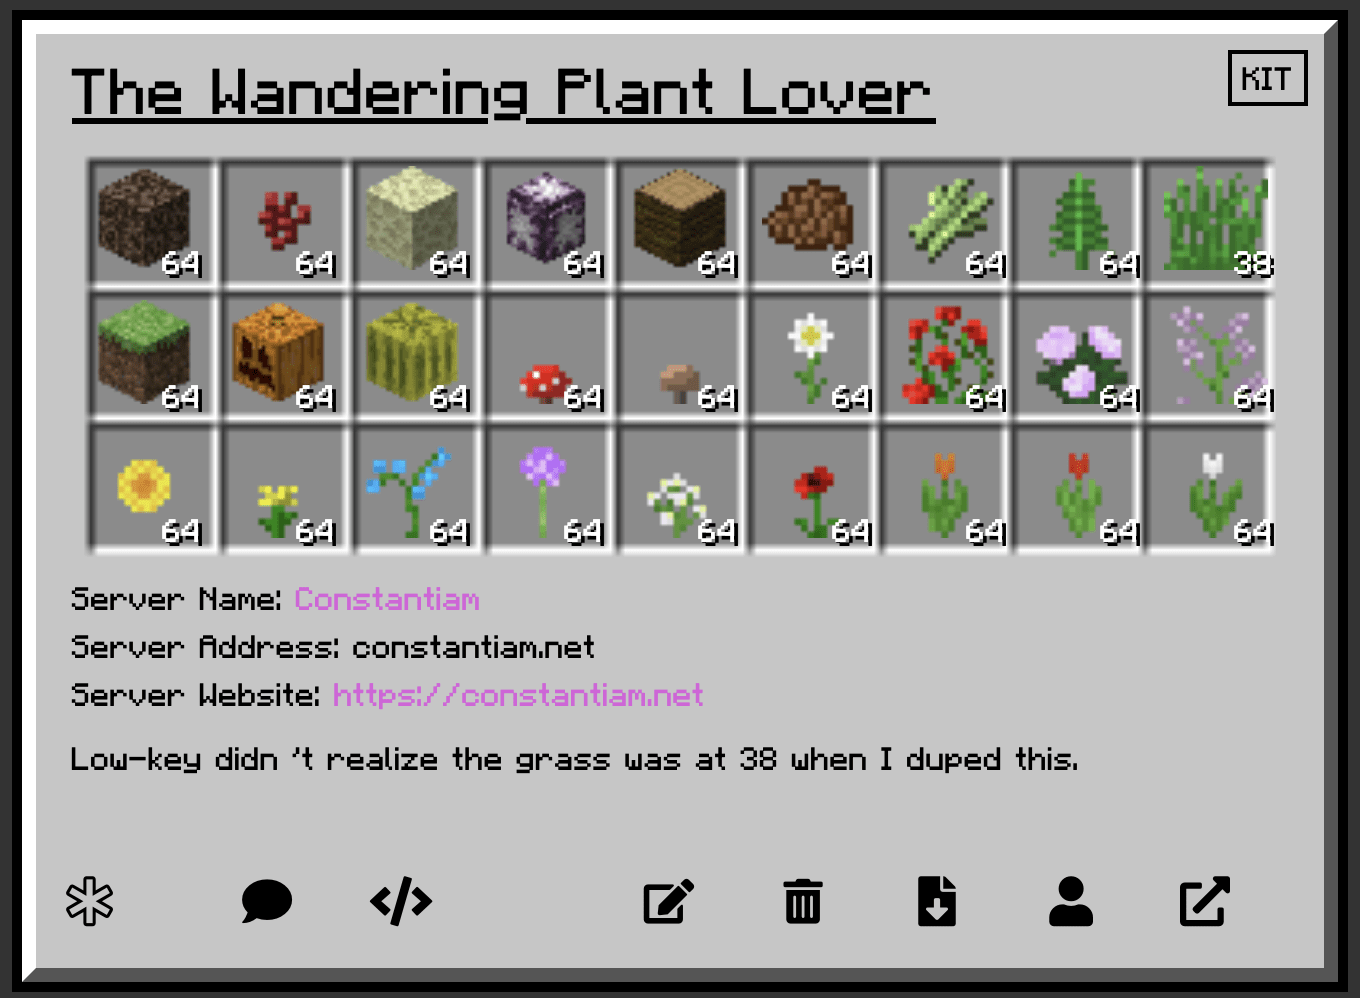 The Wandering Plant Lover
KIT
64 64 64 64 64 64 64 64 38
64 64 64 64 64 64 64 64 64
64 64 64 64 64 64 64 64 64
Server Name: Constantiam
Server Address: constantiam.net
Server Website: https://constantiam.net
Low-key didn 't realize the grass was at 38 when I duped this.